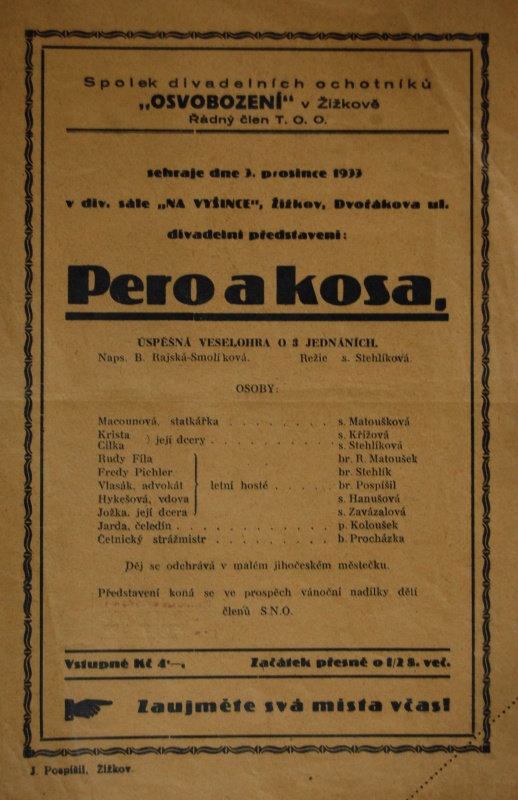 Spolek divadelních ochotníků
„OSVOBOZENÍ“ v Žižkově
Řádný člen T. O. O.
sehraje dne 3. prosince 1933
v div. sále „NA VYŠINCE“, Žižkov, Dvořákova ul.
divadelní představení:
Pero a kosa,
ÚSPĚŠNÁ VESELOHRA O 3 JEDNÁNÍCH.
Naps. B. Rajská-Smolíková. Režie s. Stehlíková.
OSOBY:
Macounová, statkářka . . . . . . s. Matoušková
Krista } její dcery . . . . . . s. Křížová
Cilka s. Stehlíková
Rudy Fíla br. R. Matoušek
Fredy Pichler br. Stehlík
Vlasák, advokát } letní hosté . . . . . br. Pospíšil
Hykešová, vdova s. Hanušová
Jožka, její dcera s. Zavázalová
Jarda, čeledín . . . . . . . . . . p. Koloušek
Četnický strážmistr . . . . . . . b. Procházka
Děj se odehrává v malém jihočeském městečku.
Představení koná se ve prospěch vánoční nadílky dětí
členů S.N.O.
Vstupné Kč 4·—, Začátek přesně o 1/2 8. več.
Zaujměte svá místa včas!
J. Pospíšil, Žižkov.